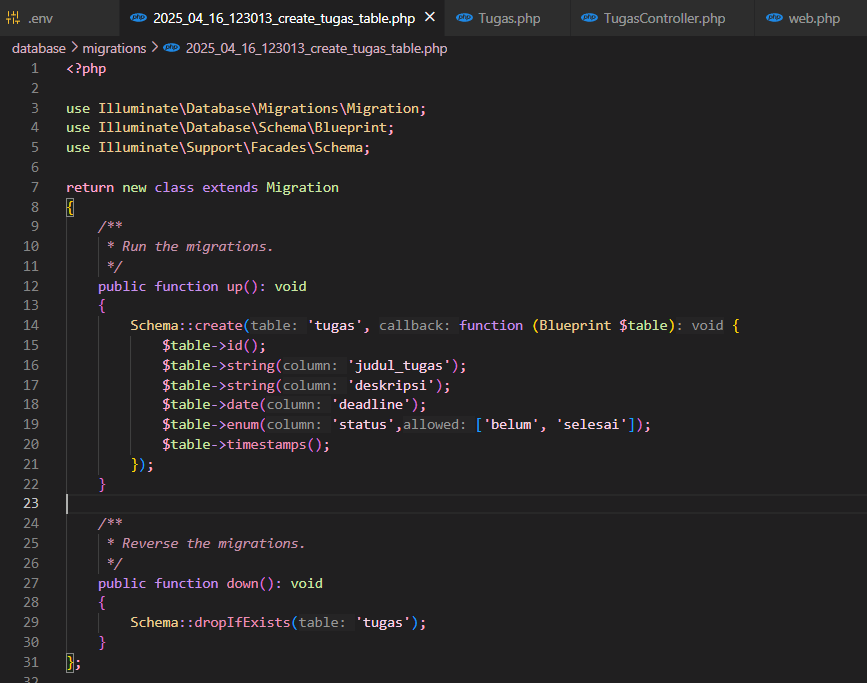 .env
php 2025_04_16_123013_create_tugas_table.php ×
php Tugas.php
php TugasController.php
php web.php
database > migrations > php 2025_04_16_123013_create_tugas_table.php
1 <?php
2
3 use Illuminate\Database\Migrations\Migration;
4 use Illuminate\Database\Schema\Blueprint;
5 use Illuminate\Support\Facades\Schema;
6
7 return new class extends Migration
8 {
9     /**
10      * Run the migrations.
11      */
12     public function up(): void
13     {
14         Schema::create(table: 'tugas', callback: function (Blueprint $table): void {
15             $table->id();
16             $table->string(column: 'judul_tugas');
17             $table->string(column: 'deskripsi');
18             $table->date(column: 'deadline');
19             $table->enum(column: 'status',allowed: ['belum', 'selesai']);
20             $table->timestamps();
21         });
22     }
23
24     /**
25      * Reverse the migrations.
26      */
27     public function down(): void
28     {
29         Schema::dropIfExists(table: 'tugas');
30     }
31 };
32